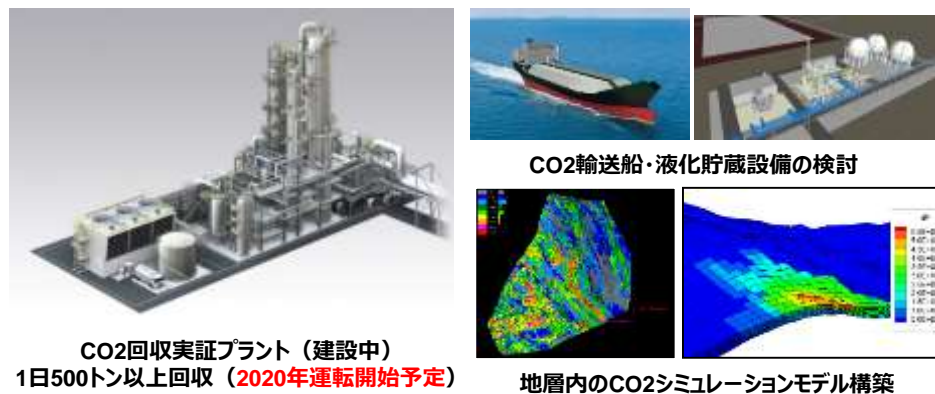 CO2輸送船・液化貯蔵設備の検討
CO2回収実証プラント（建設中）
1日500トン以上回収（2020年運転開始予定）
地層内のCO2シミュレーションモデル構築